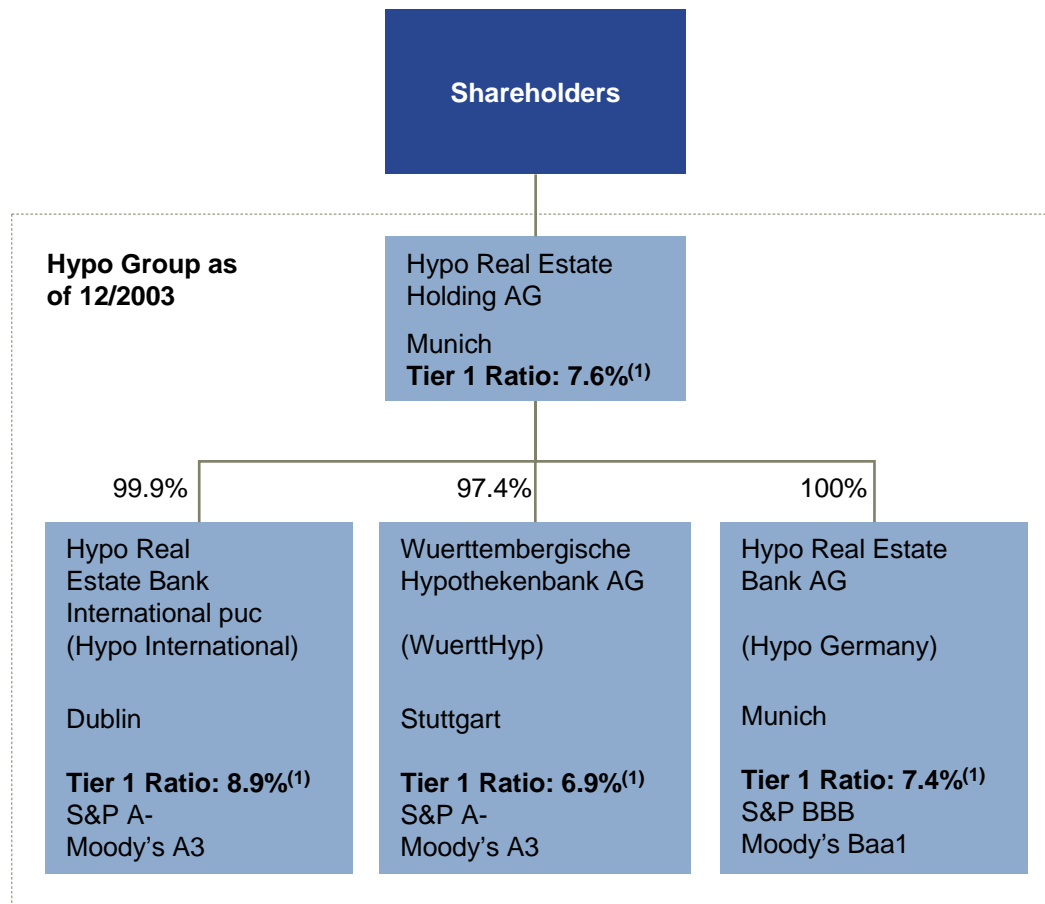 Shareholders
Hypo Group as
of 12/2003
Hypo Real Estate
Holding AG
Munich
Tier 1 Ratio: 7.6%(1)
99.9%
97.4%
100%
Hypo Real
Estate Bank
International puc
(Hypo International)
Dublin
Tier 1 Ratio: 8.9%(1)
S&P A-
Moody’s A3
Wuerttembergische
Hypothekenbank AG
(WuerttHyp)
Stuttgart
Tier 1 Ratio: 6.9%(1)
S&P A-
Moody’s A3
Hypo Real Estate
Bank AG
(Hypo Germany)
Munich
Tier 1 Ratio: 7.4%(1)
S&P BBB
Moody’s Baa1